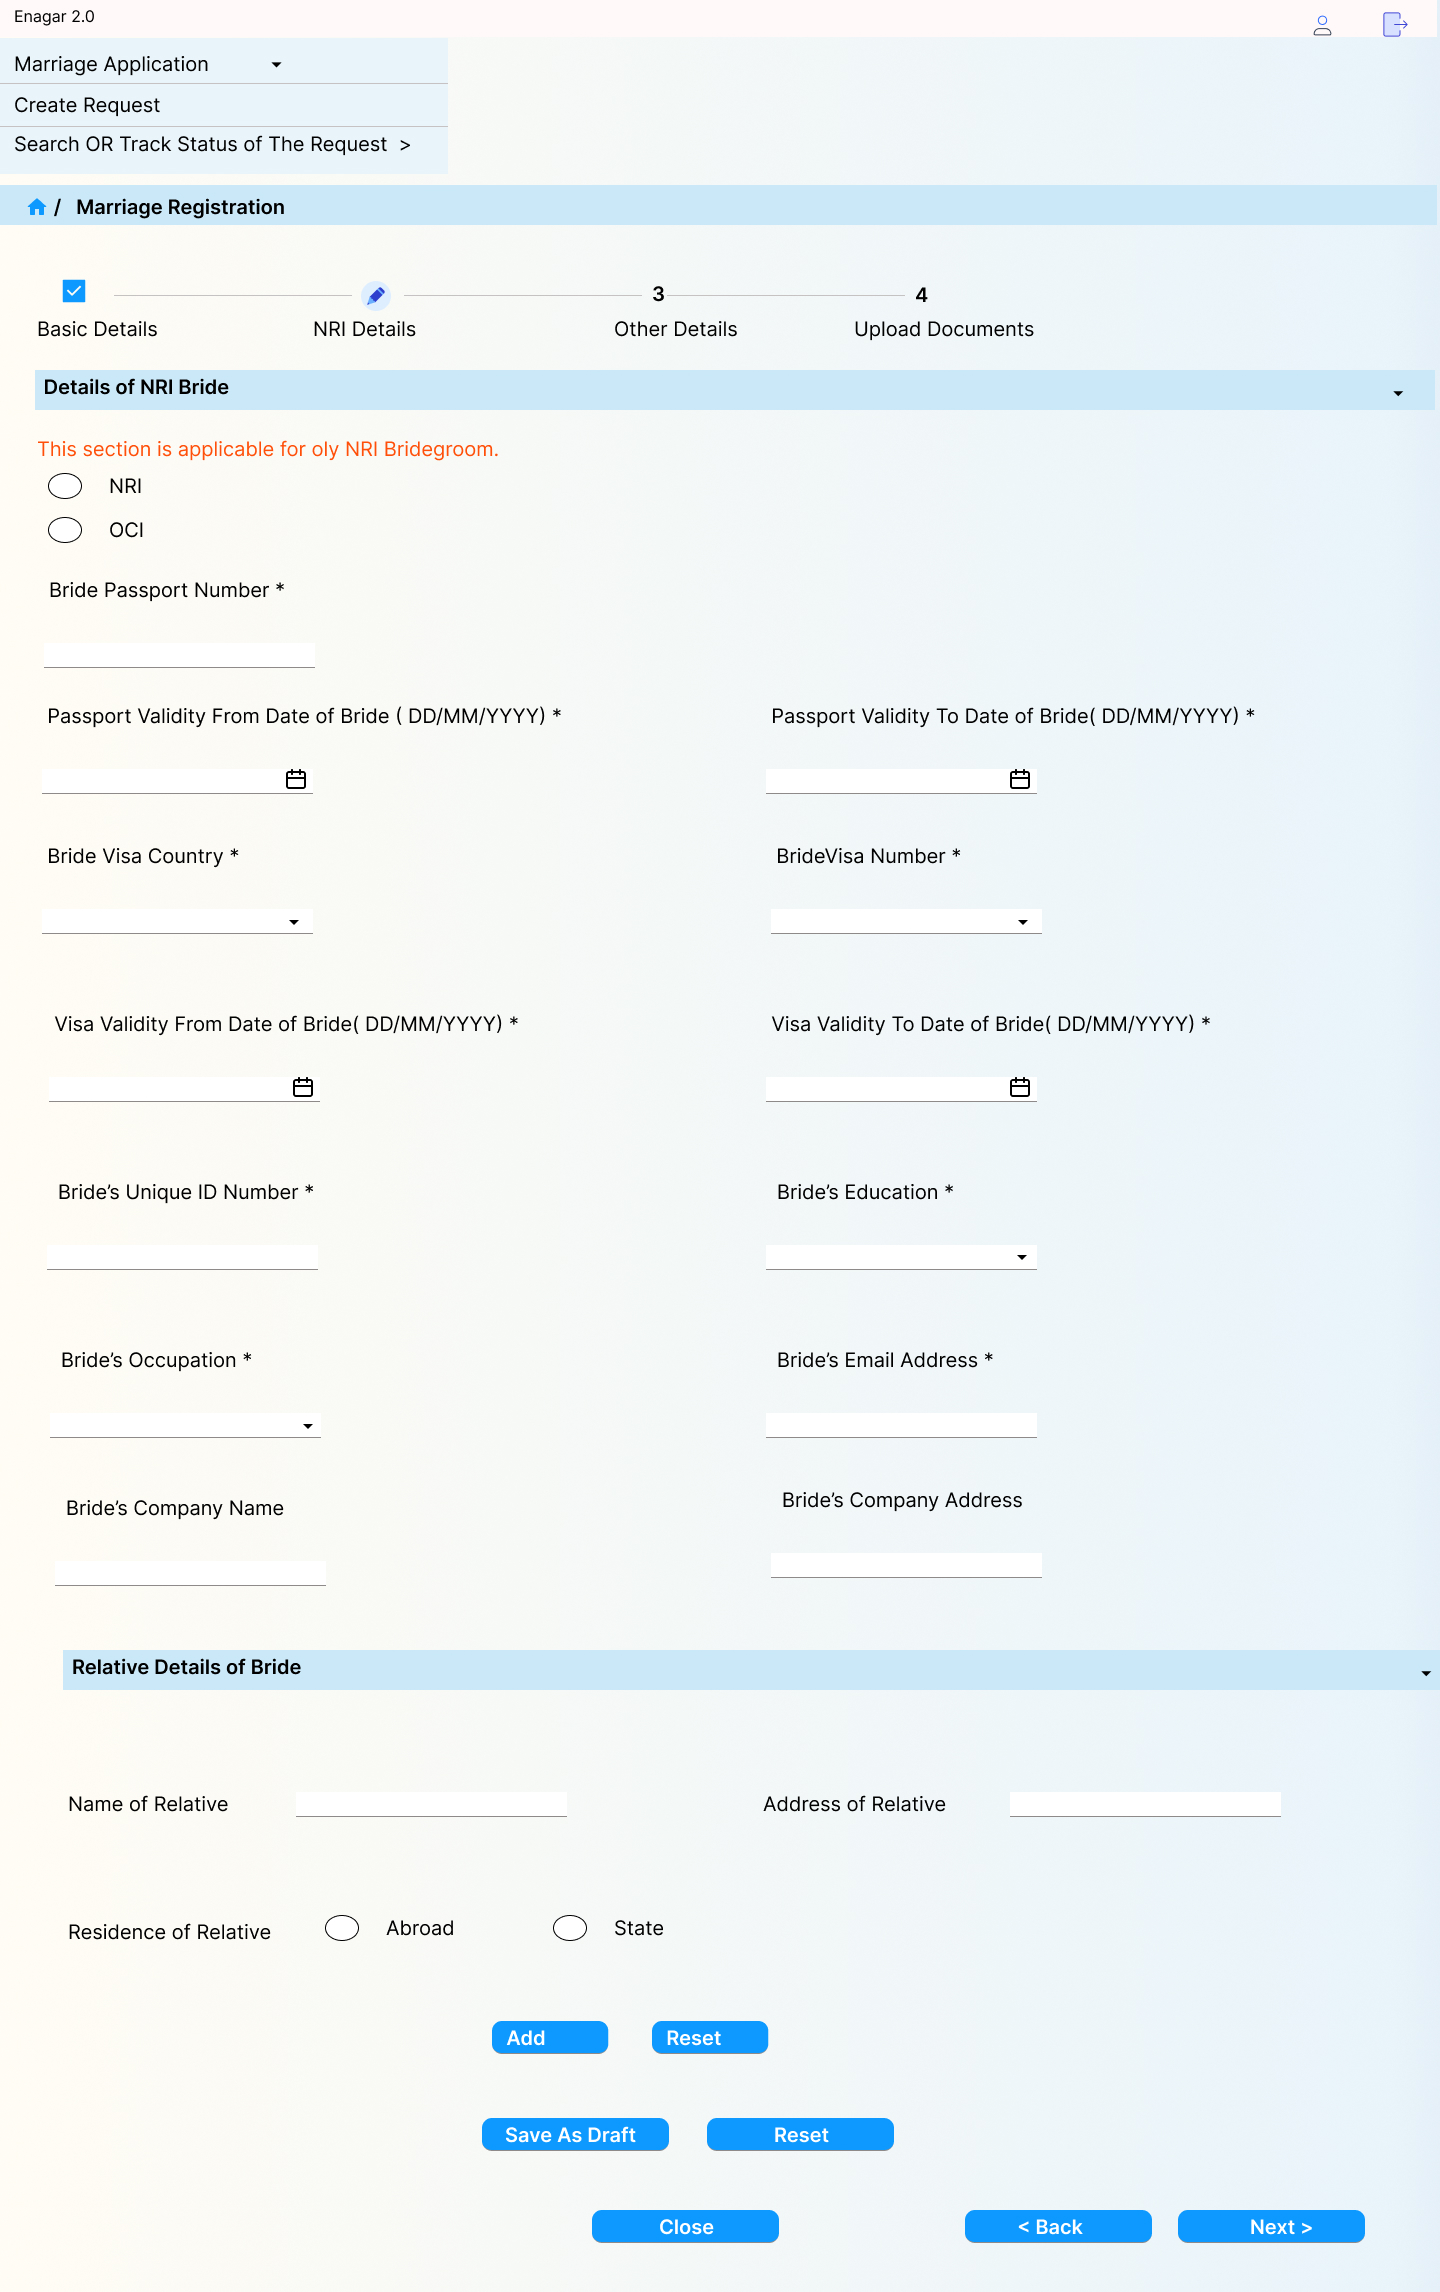 Enagar 2.0
Marriage Application
Create Request
Search OR Track Status of The Request >
/ Marriage Registration
3
4
Basic Details
NRI Details
Other Details
Upload Documents
Details of NRI Bride
This section is applicable for oly NRI Bridegroom.
NRI
OCI
Bride Passport Number *
Passport Validity From Date of Bride ( DD/MM/YYYY) *
Passport Validity To Date of Bride( DD/MM/YYYY) *
Bride Visa Country *
BrideVisa Number *
Visa Validity From Date of Bride( DD/MM/YYYY) *
Visa Validity To Date of Bride( DD/MM/YYYY) *
Bride’s Unique ID Number *
Bride’s Education *
Bride’s Occupation *
Bride’s Email Address *
Bride’s Company Name
Bride’s Company Address
Relative Details of Bride
Name of Relative
Address of Relative
Residence of Relative
Abroad
State
Add
Reset
Save As Draft
Reset
Close
< Back
Next >